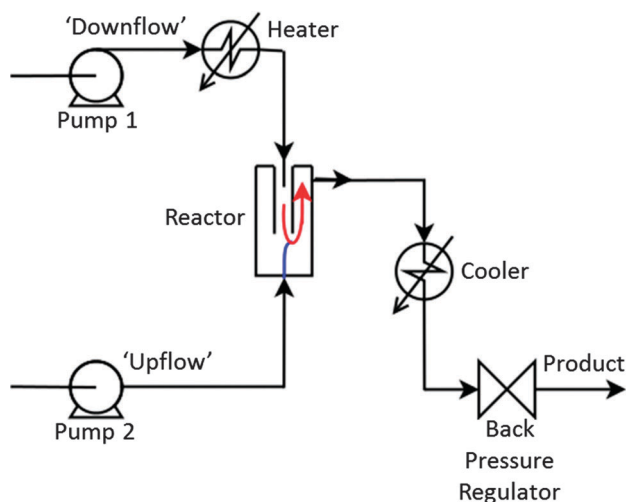 ‘Downflow’
Heater
Pump 1
Reactor
Cooler
‘Upflow’
Product
Pump 2
Back
Pressure
Regulator